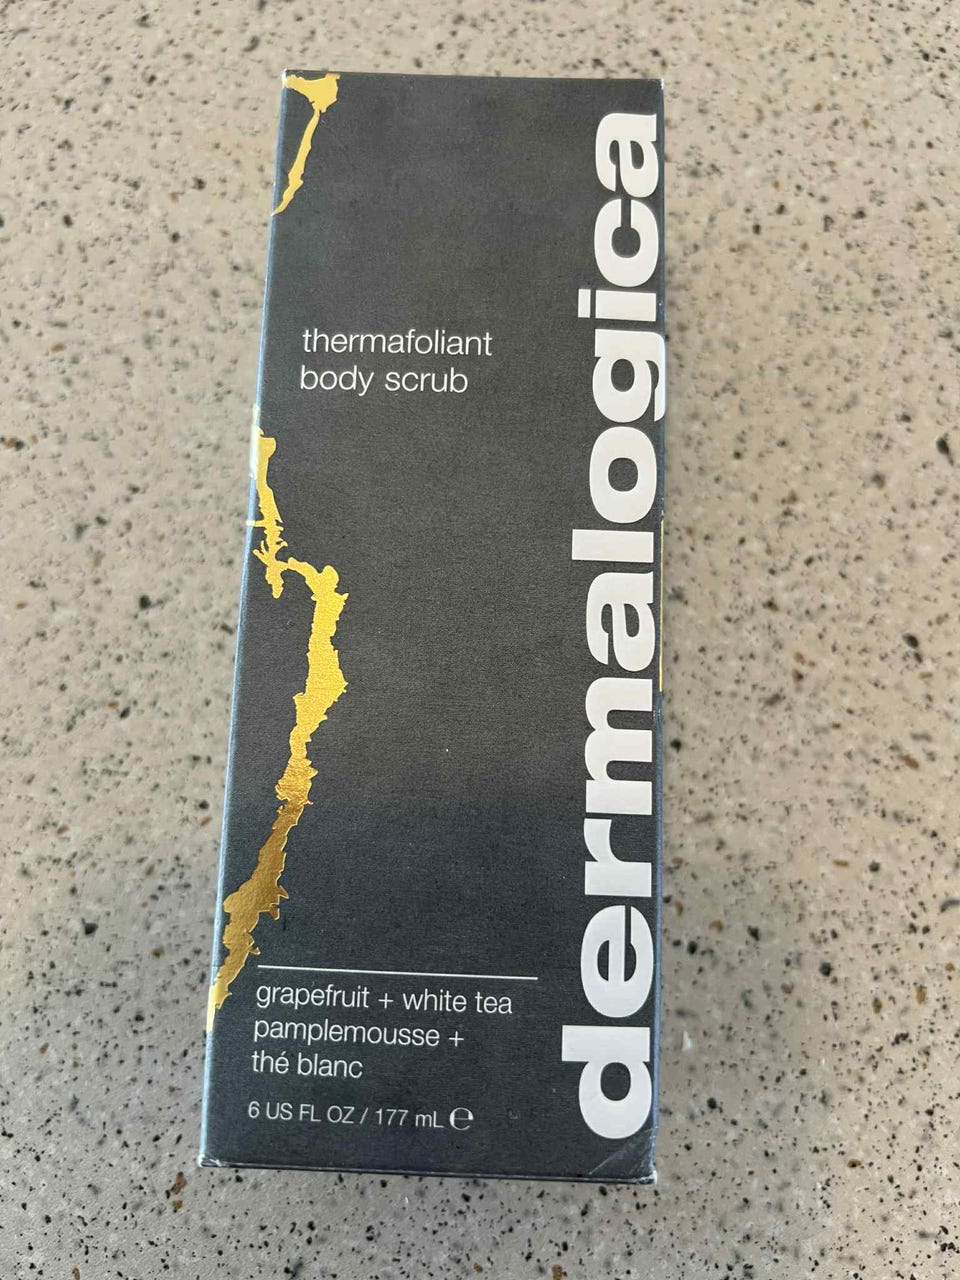 thermafoliant
body scrub
dermalogica
grapefruit + white tea
pamplemousse +
thé blanc
6 US FL OZ / 177 mL ℮